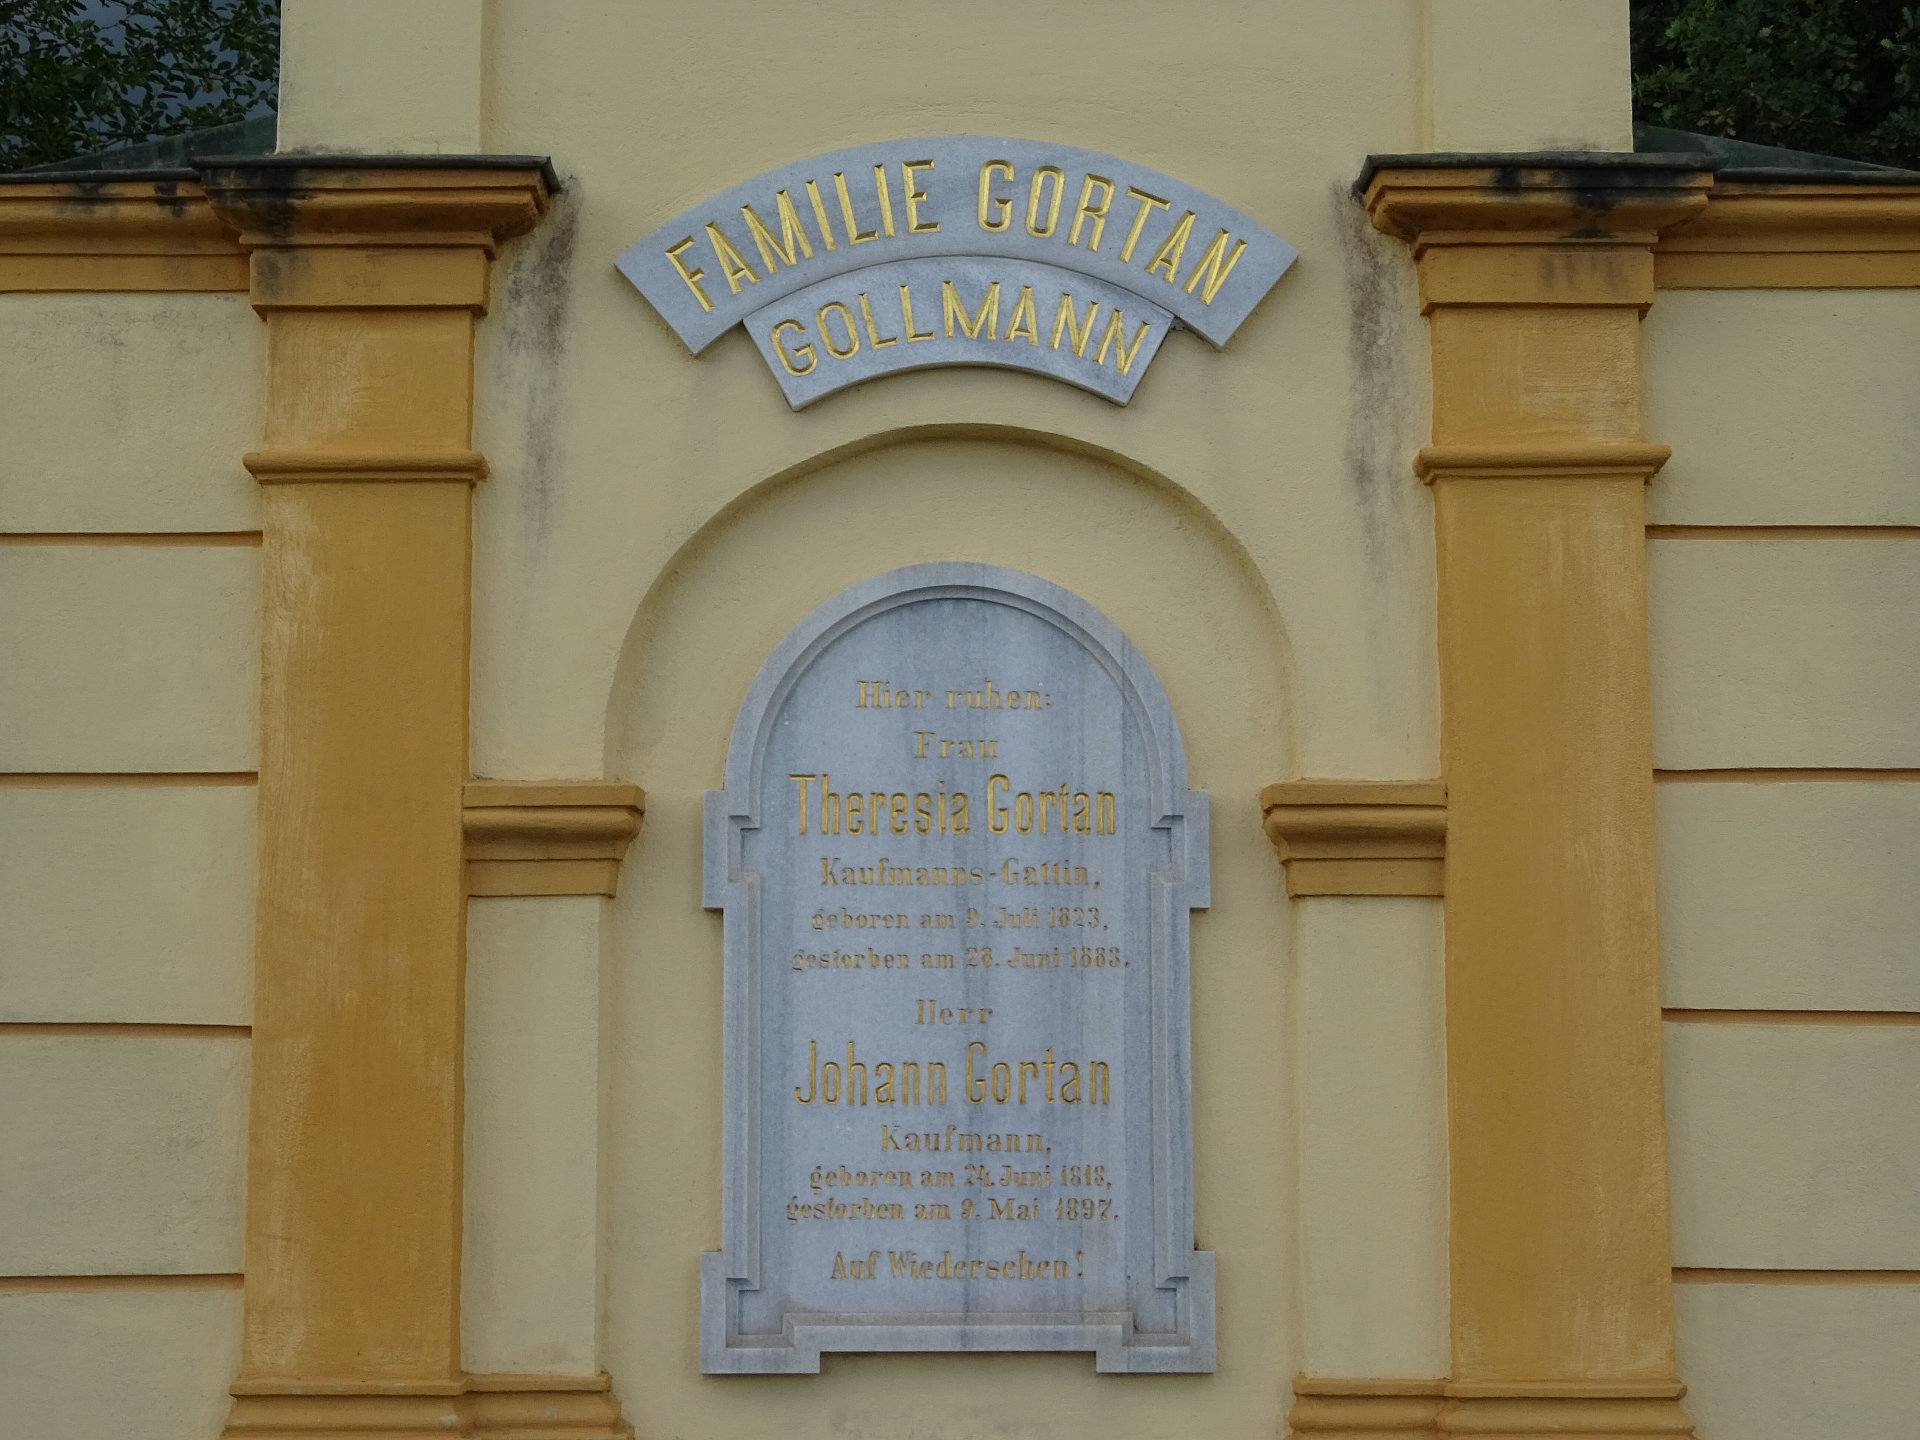 FAMILIE GORTAN
GOLLMANN
Hier ruhen:
Frau
Theresia Gortan
Kaufmanns-Gattin,
geboren am 9. Juli 1823,
gestorben am 28. Juni 1883.
Herr
Johann Gortan
Kaufmann,
geboren am 24. Juni 1818,
gestorben am 9. Mai 1897.
Auf Wiedersehen!